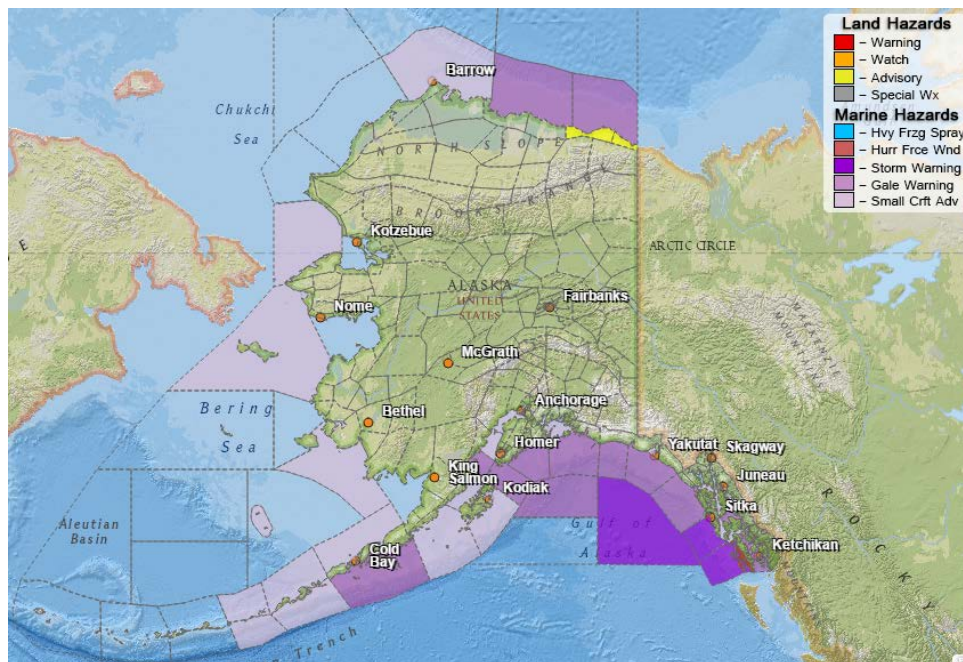 Land Hazards
– Warning
– Watch
– Advisory
– Special Wx
Marine Hazards
– Hvy Frzg Spray
– Hurr Frce Wnd
– Storm Warning
– Gale Warning
– Small Crft Adv
Barrow
Chukchi
Sea
NORTH SLOPE
BROOKS RANGE
Kotzebue
ARCTIC CIRCLE
ALASKA
UNITED
STATES
Fairbanks
Nome
MACKENZIE
MOUNTAINS
McGrath
Bering
Sea
Bethel
Anchorage
Homer
Yakutat
Skagway
King
Salmon
Juneau
Kodiak
Sitka
Aleutian
Basin
Gulf of
Alaska
Cold
Bay
Ketchikan
ROCKY
Trench